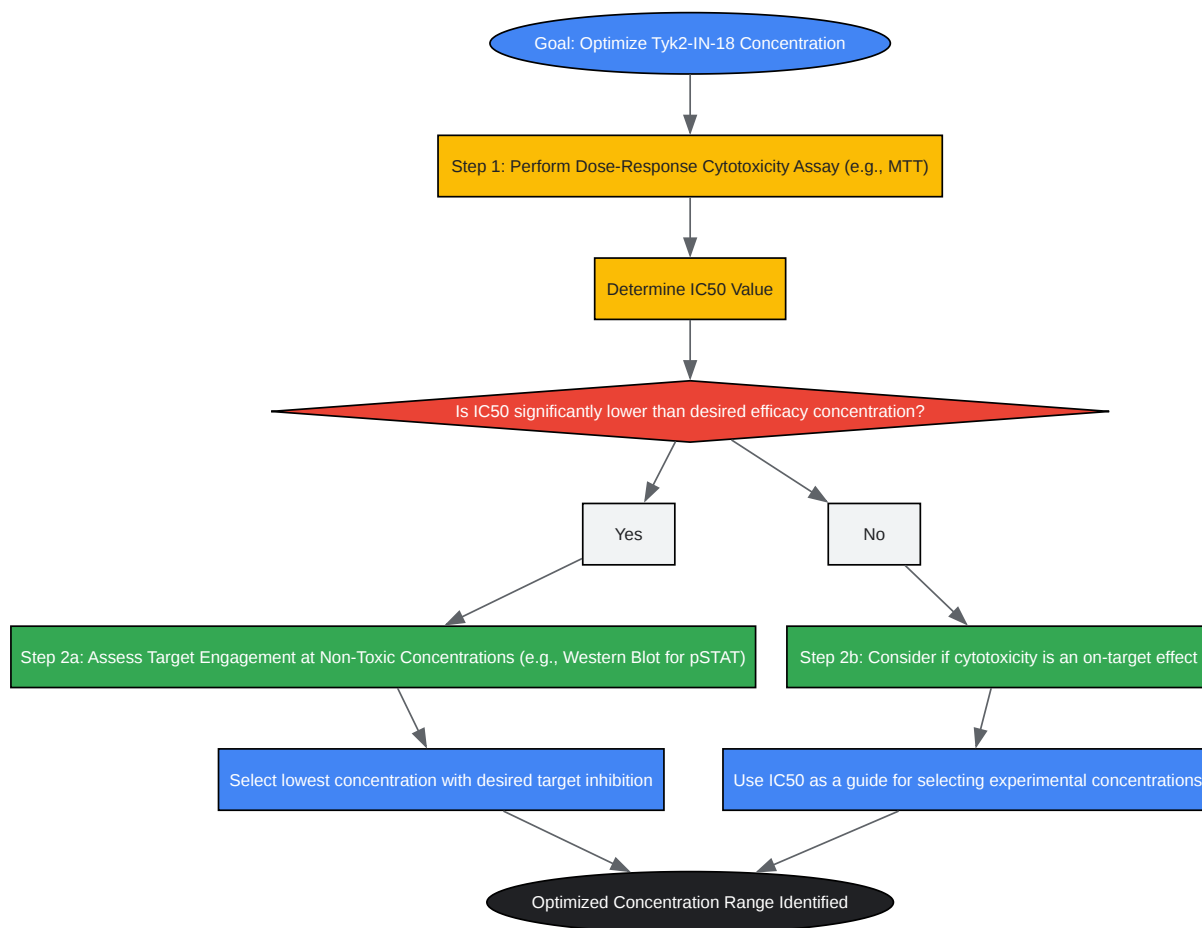 Goal: Optimize Tyk2-IN-18 Concentration
Step 1: Perform Dose-Response Cytotoxicity Assay (e.g., MTT)
Determine IC50 Value
Is IC50 significantly lower than desired efficacy concentration?
Yes
No
Step 2a: Assess Target Engagement at Non-Toxic Concentrations (e.g., Western Blot for pSTAT)
Step 2b: Consider if cytotoxicity is an on-target effect
Select lowest concentration with desired target inhibition
Use IC50 as a guide for selecting experimental concentrations
Optimized Concentration Range Identified